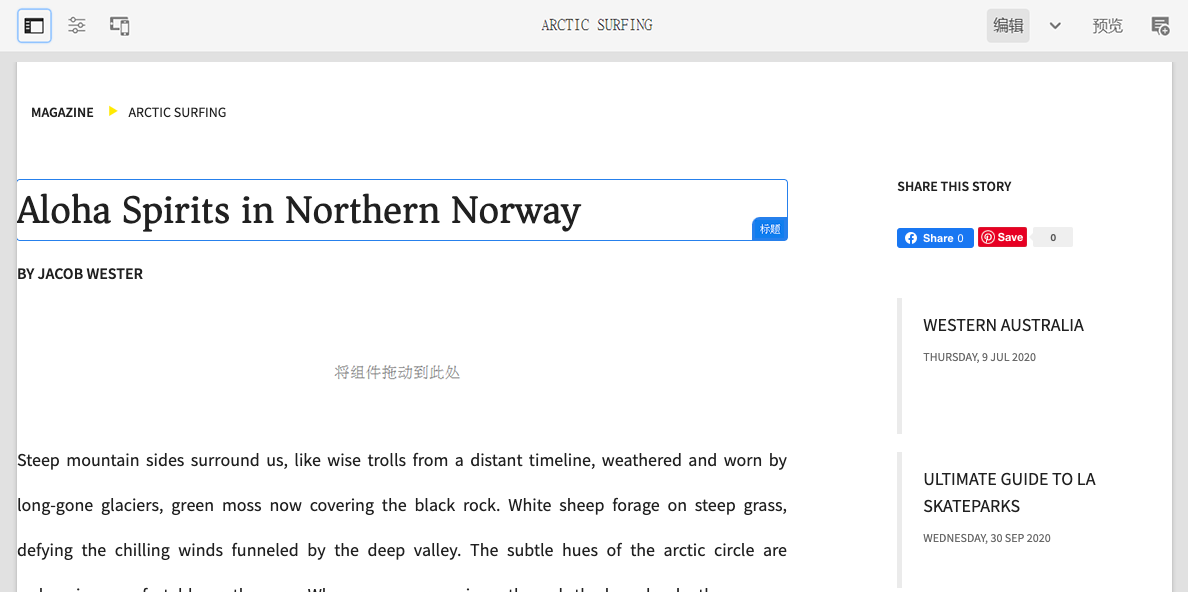 ARCTIC SURFING
编辑
预览
MAGAZINE ARCTIC SURFING
Aloha Spirits in Northern Norway
标题
BY JACOB WESTER
将组件拖动到此处
Steep mountain sides surround us, like wise trolls from a distant timeline, weathered and worn by
long-gone glaciers, green moss now covering the black rock. White sheep forage on steep grass,
defying the chilling winds funneled by the deep valley. The subtle hues of the arctic circle are
SHARE THIS STORY
Share 0
Save
0
WESTERN AUSTRALIA
THURSDAY, 9 JUL 2020
ULTIMATE GUIDE TO LA
SKATEPARKS
WEDNESDAY, 30 SEP 2020